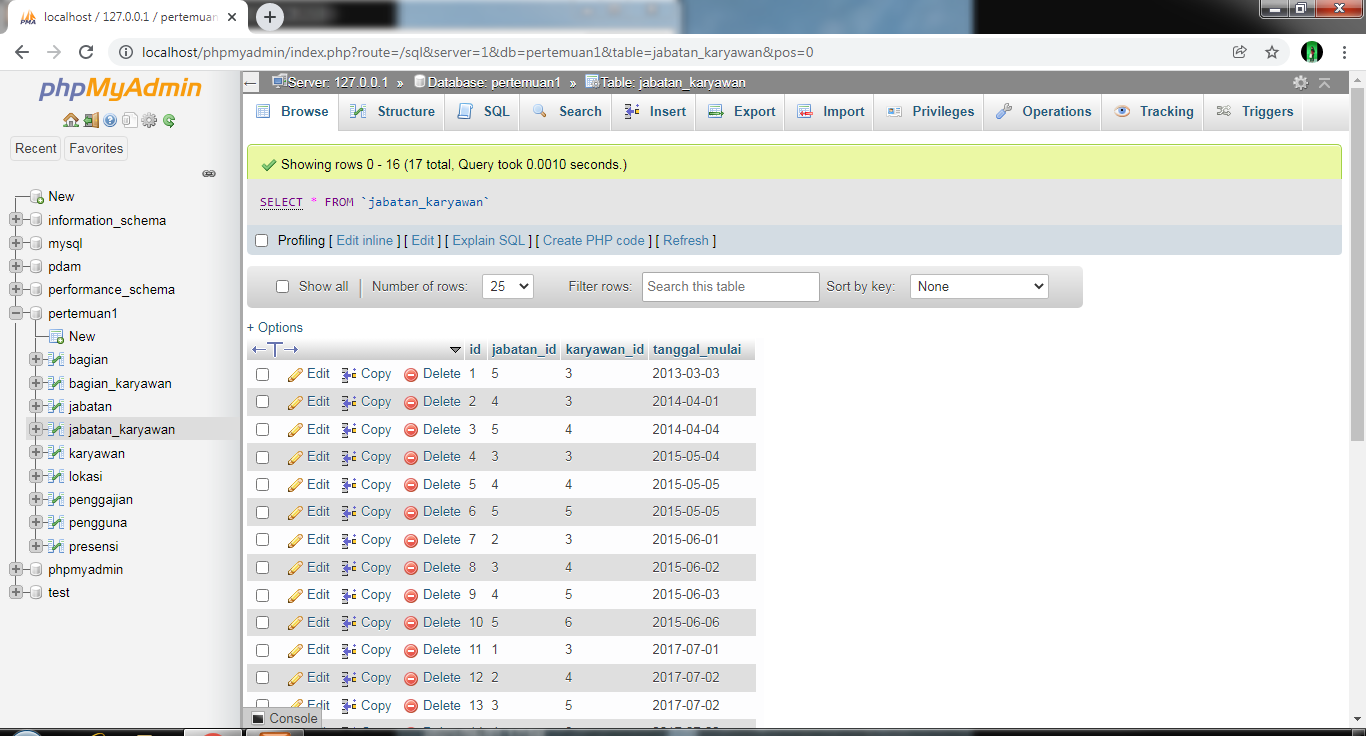 localhost / 127.0.0.1 / pertemuan
localhost/phpmyadmin/index.php?route=/sql&server=1&db=pertemuan1&table=jabatan_karyawan&pos=0
phpMyAdmin
Recent Favorites
New
information_schema
mysql
pdam
performance_schema
pertemuan1
New
bagian
bagian_karyawan
jabatan
jabatan_karyawan
karyawan
lokasi
penggajian
pengguna
presensi
phpmyadmin
test
Server: 127.0.0.1 » Database: pertemuan1 » Table: jabatan_karyawan
Browse Structure SQL Search Insert Export Import Privileges Operations Tracking Triggers
Showing rows 0 - 16 (17 total, Query took 0.0010 seconds.)
SELECT * FROM `jabatan_karyawan`
Profiling [ Edit inline ] [ Edit ] [ Explain SQL ] [ Create PHP code ] [ Refresh ]
Show all Number of rows: 25 Filter rows: Search this table Sort by key: None
+ Options
←T→ id jabatan_id karyawan_id tanggal_mulai
Edit Copy Delete 1 5 3 2013-03-03
Edit Copy Delete 2 4 3 2014-04-01
Edit Copy Delete 3 5 4 2014-04-04
Edit Copy Delete 4 3 3 2015-05-04
Edit Copy Delete 5 4 4 2015-05-05
Edit Copy Delete 6 5 5 2015-05-05
Edit Copy Delete 7 2 3 2015-06-01
Edit Copy Delete 8 3 4 2015-06-02
Edit Copy Delete 9 4 5 2015-06-03
Edit Copy Delete 10 5 6 2015-06-06
Edit Copy Delete 11 1 3 2017-07-01
Edit Copy Delete 12 2 4 2017-07-02
Edit Copy Delete 13 3 5 2017-07-02
Console